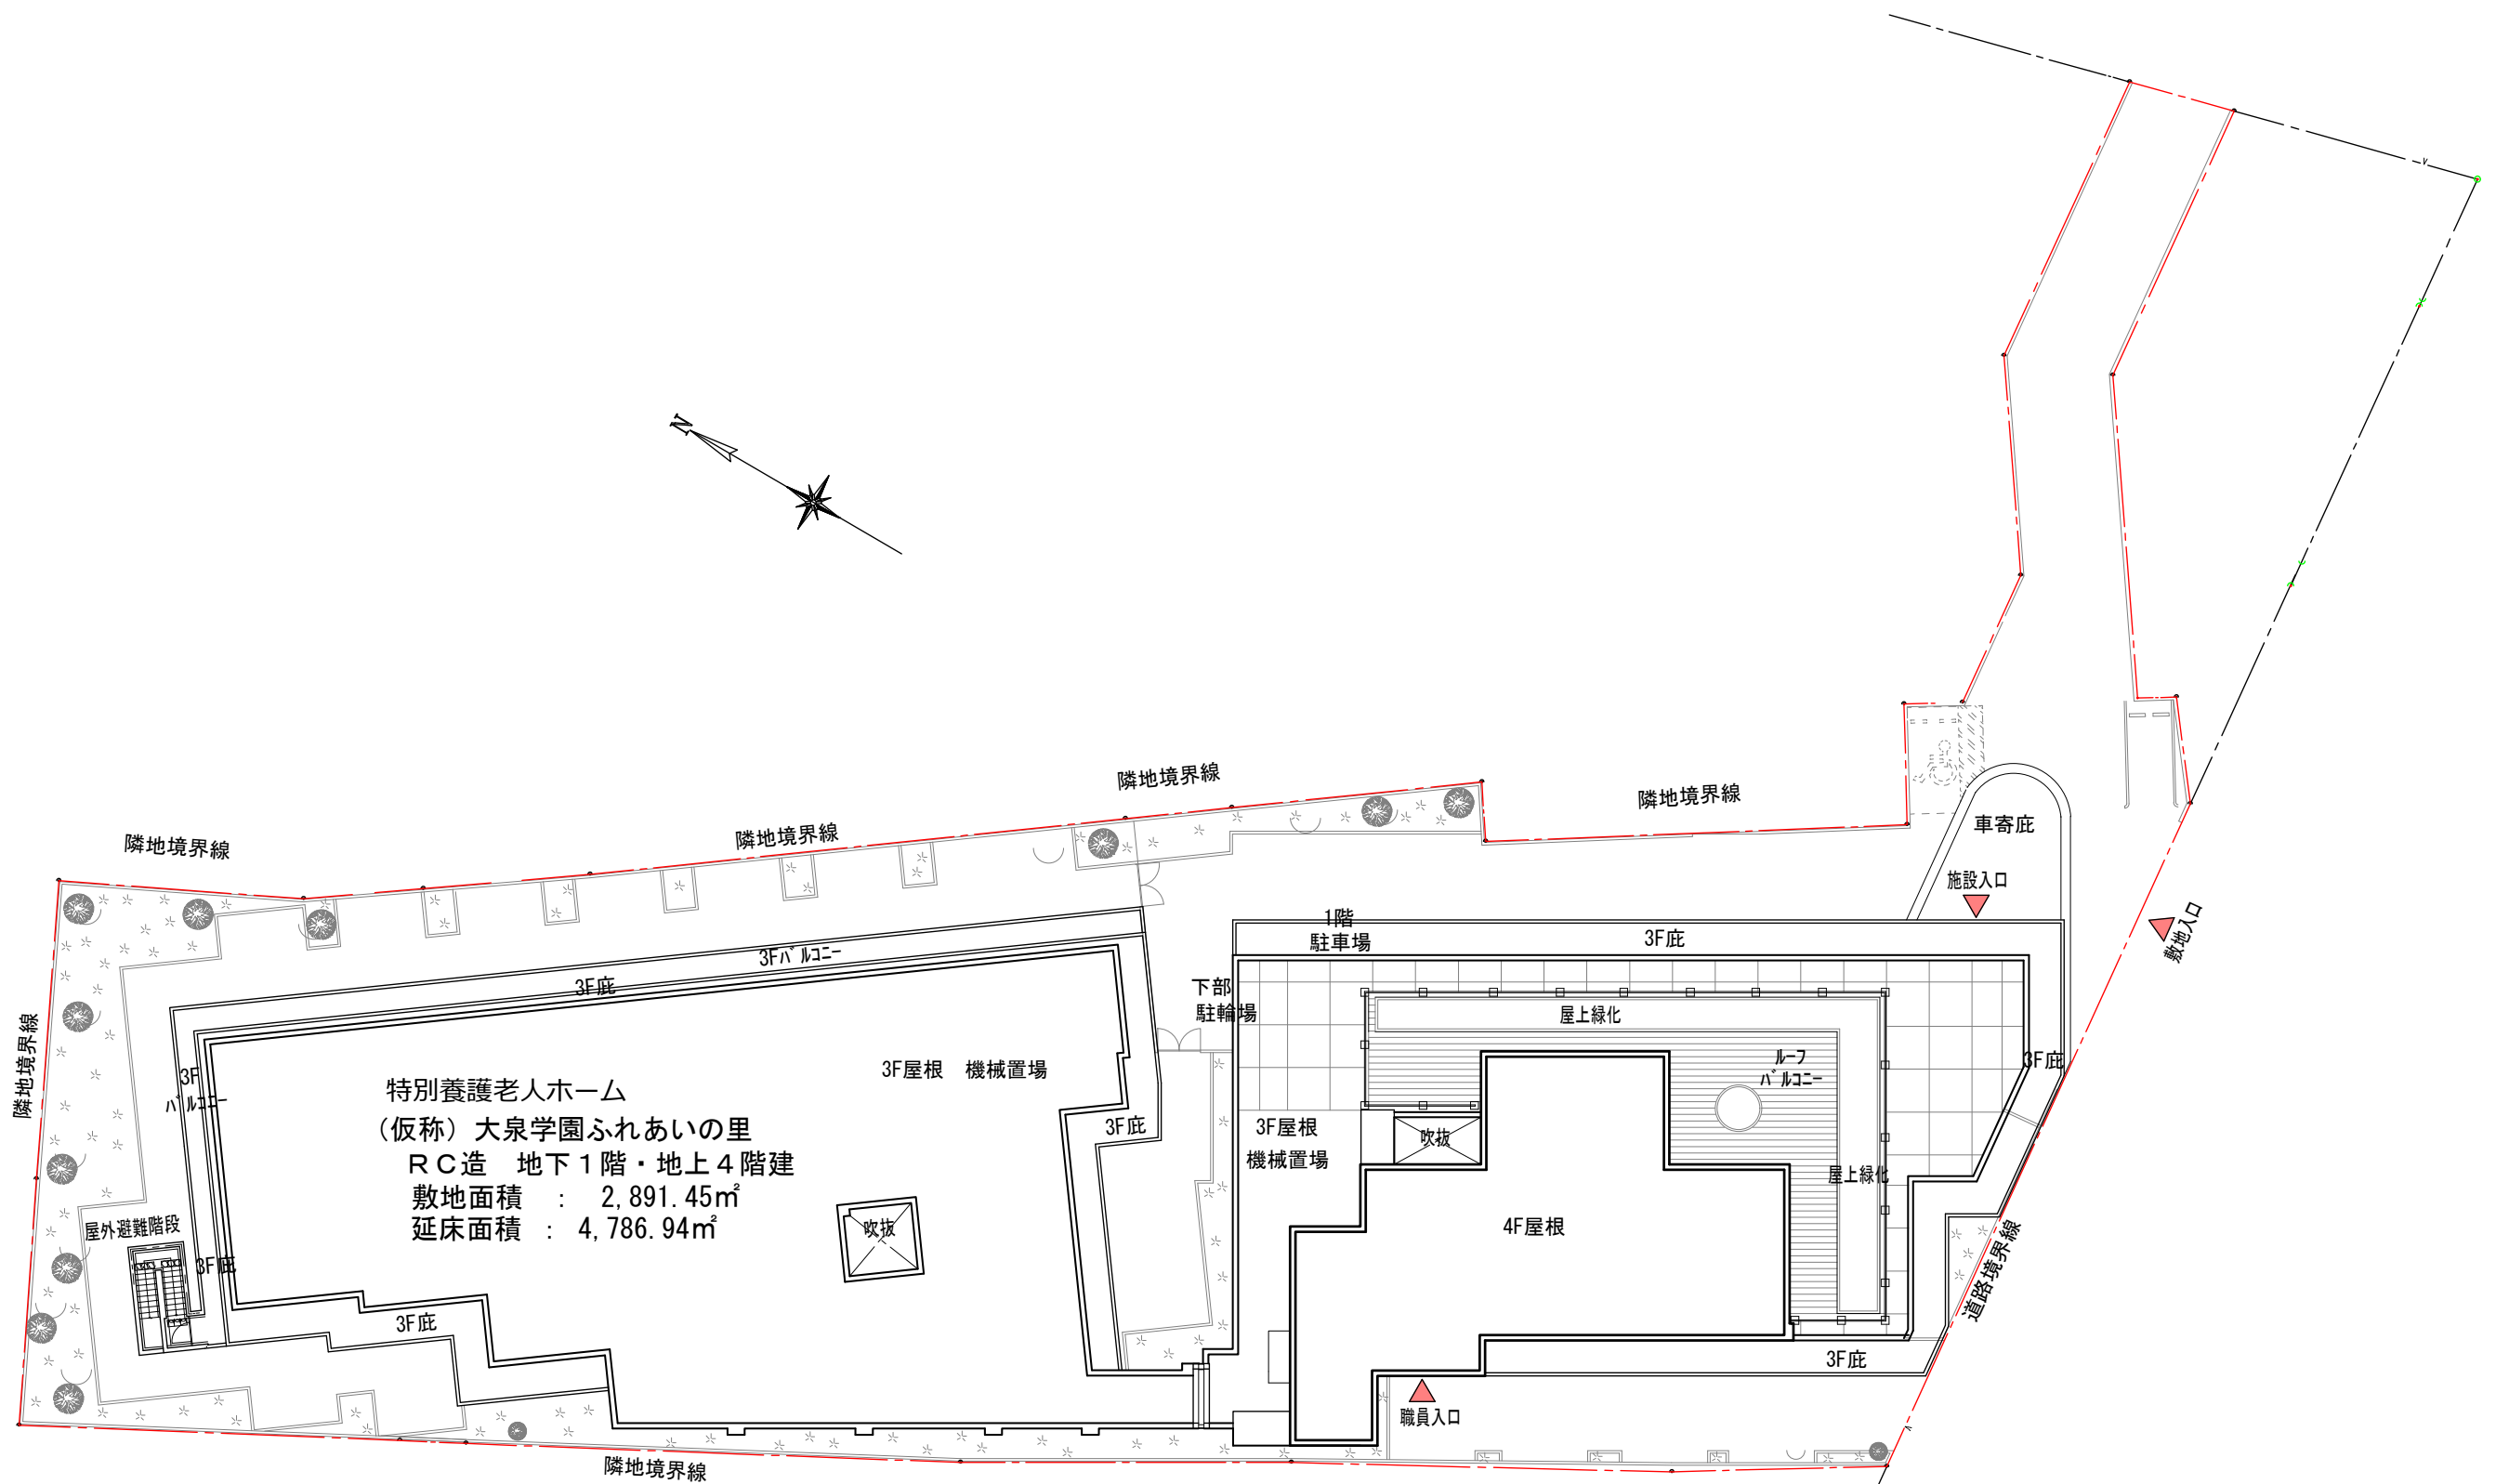 N
隣地境界線
隣地境界線
隣地境界線
隣地境界線
車寄庇
施設入口
敷地入口
1階
駐車場
3F庇
3Fバルコニー
3F庇
下部
駐輪場
屋上緑化
隣地境界線
3F
バルコニー
3F屋根　機械置場
ルーフ
バルコニー
3F庇
特別養護老人ホーム
（仮称）大泉学園ふれあいの里
ＲＣ造　地下１階・地上４階建
敷地面積　：　2,891.45㎡
延床面積　：　4,786.94㎡
3F庇
3F屋根
機械置場
吹抜
屋上緑化
屋外避難階段
3F庇
吹抜
4F屋根
道路境界線
3F庇
3F庇
職員入口
隣地境界線